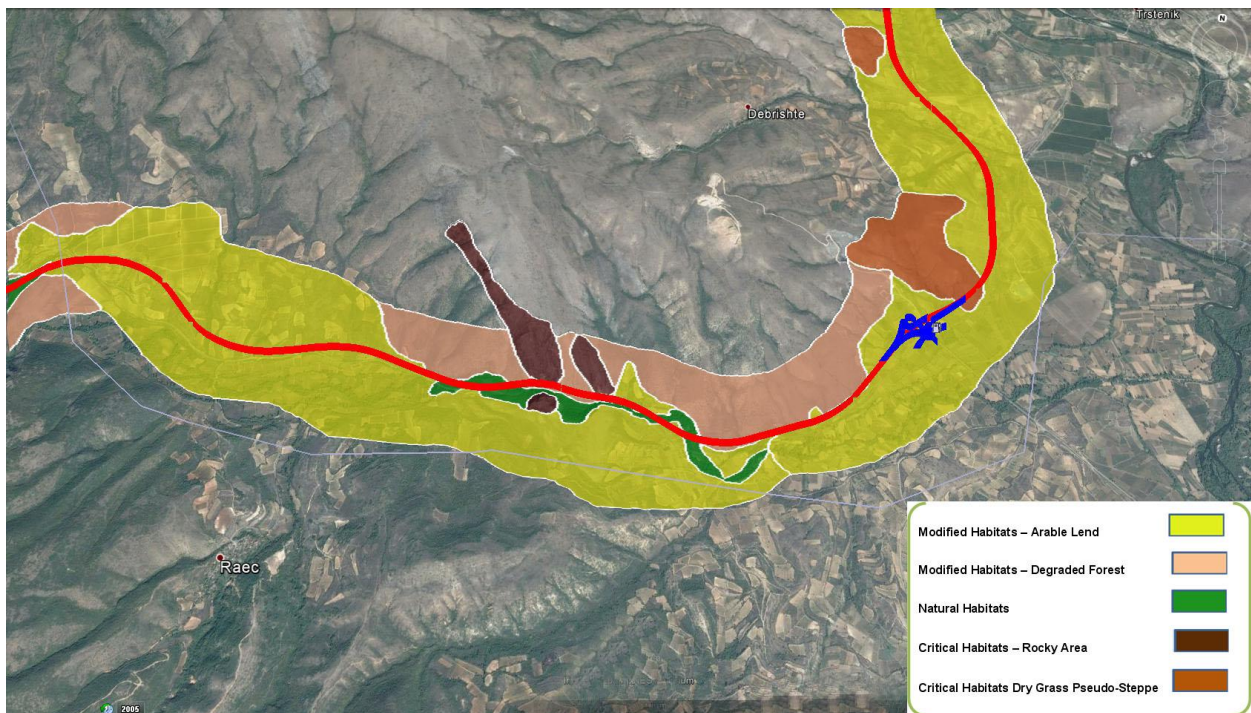 Trstenik
N
Debrishte
Raec
Modified Habitats – Arable Lend
Modified Habitats – Degraded Forest
Natural Habitats
Critical Habitats – Rocky Area
Critical Habitats Dry Grass Pseudo-Steppe
2005